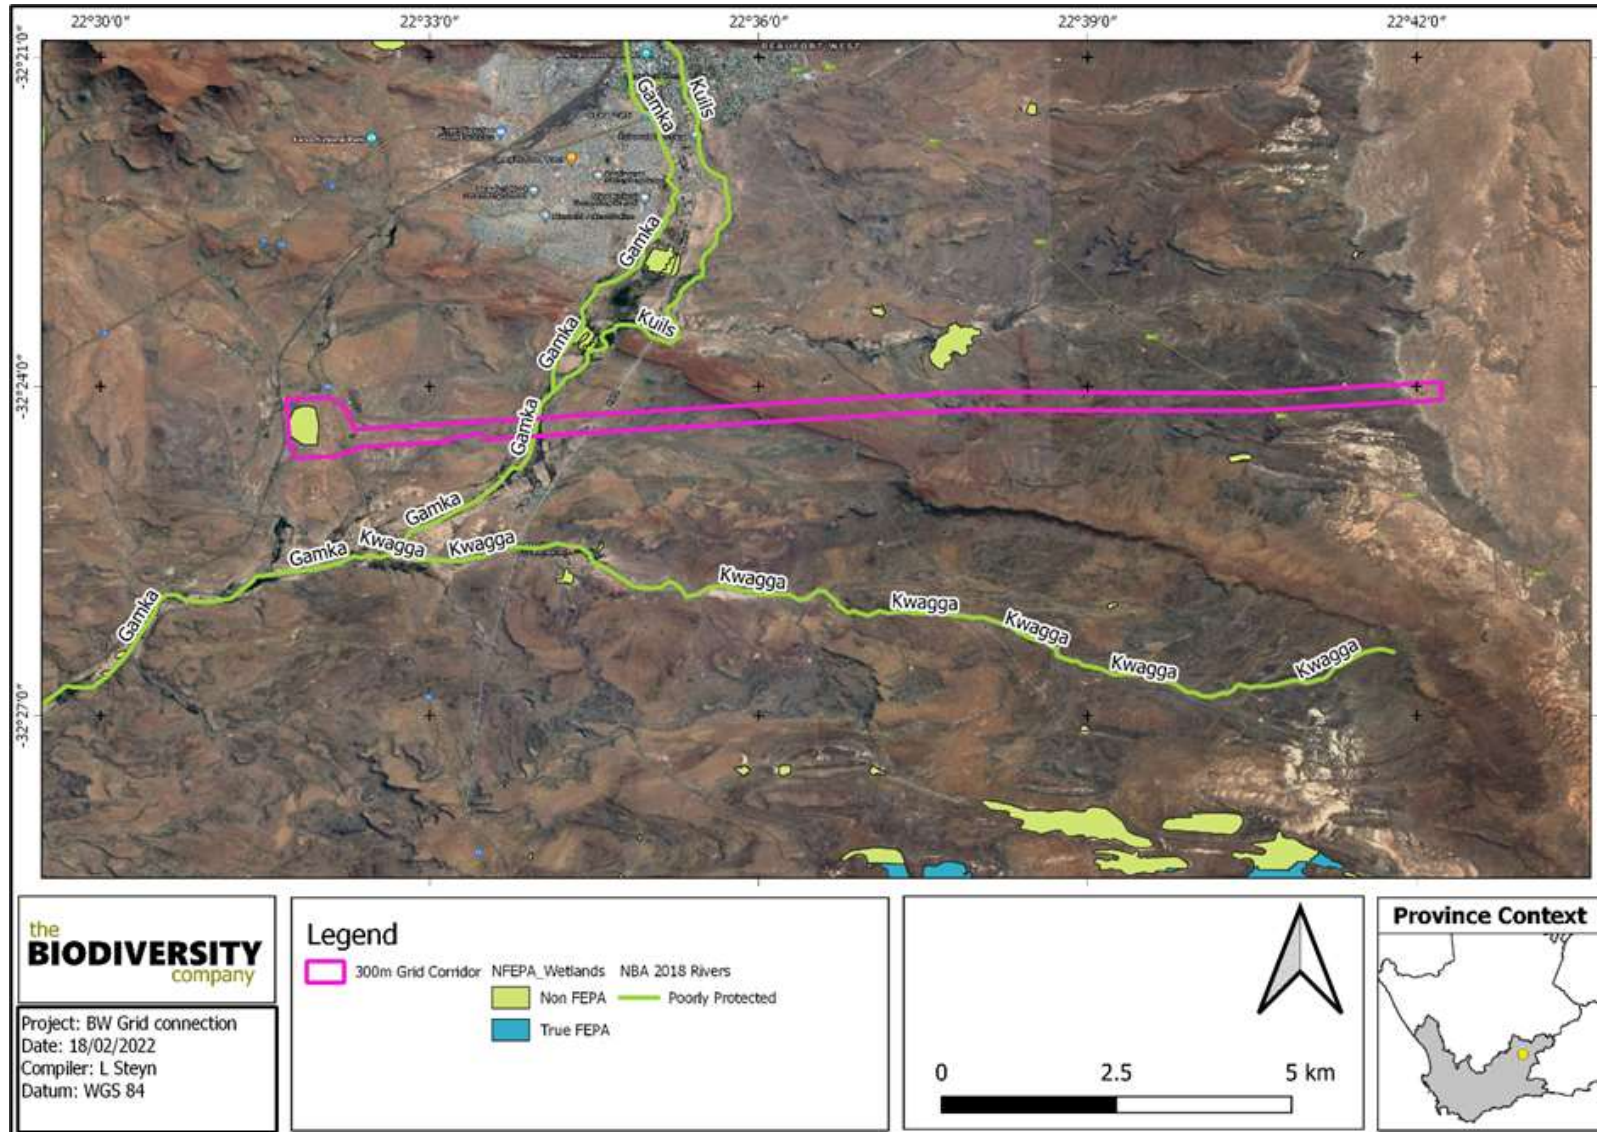 22°30'0"
22°33'0"
22°36'0"
22°39'0"
22°42'0"
-32°21'0"
-32°24'0"
-32°27'0"
BEAUFORT WEST
Gamka
Kuils
Gamka
Kuils
Gamka
Gamka
Gamka
Kwagga
Kwagga
Gamka
Gamka
Kwagga
Kwagga
Kwagga
Kwagga
Kwagga
the
BIODIVERSITY
company
Project: BW Grid connection
Date: 18/02/2022
Compiler: L Steyn
Datum: WGS 84
Legend
300m Grid Corridor
NFEPA_Wetlands
Non FEPA
True FEPA
NBA 2018 Rivers
Poorly Protected
0 2.5 5 km
Province Context